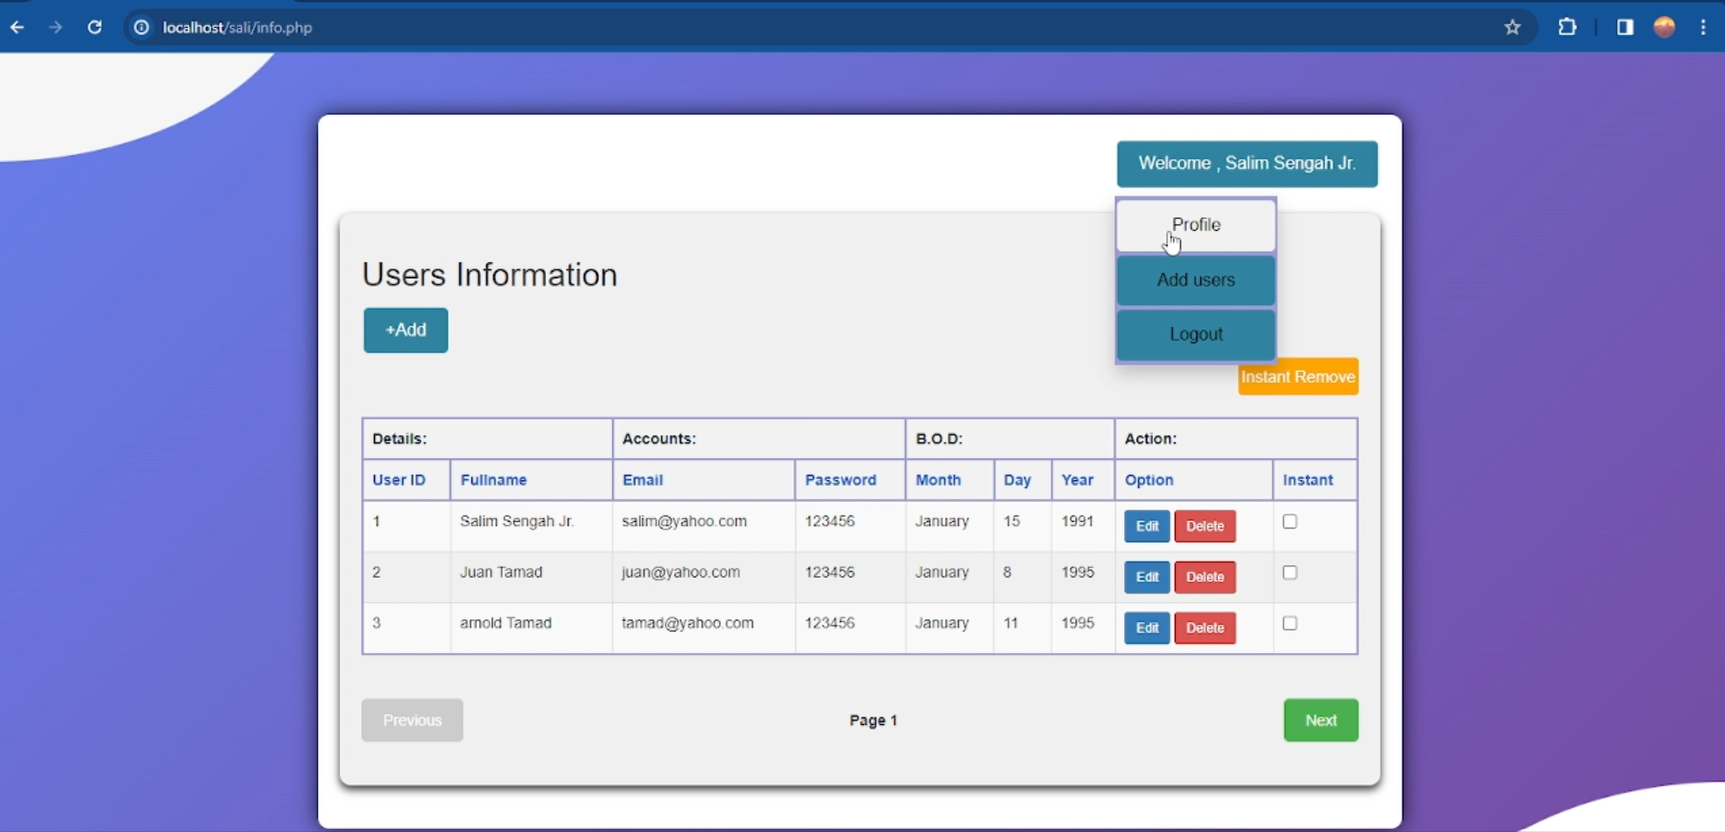 localhost/sali/info.php
Welcome , Salim Sengah Jr.
Profile
Add users
Logout
Users Information
+Add
Instant Remove
Details: Accounts: B.O.D: Action:
User ID Fullname Email Password Month Day Year Option Instant
1 Salim Sengah Jr. salim@yahoo.com 123456 January 15 1991 Edit Delete
2 Juan Tamad juan@yahoo.com 123456 January 8 1995 Edit Delete
3 arnold Tamad tamad@yahoo.com 123456 January 11 1995 Edit Delete
Previous Page 1 Next